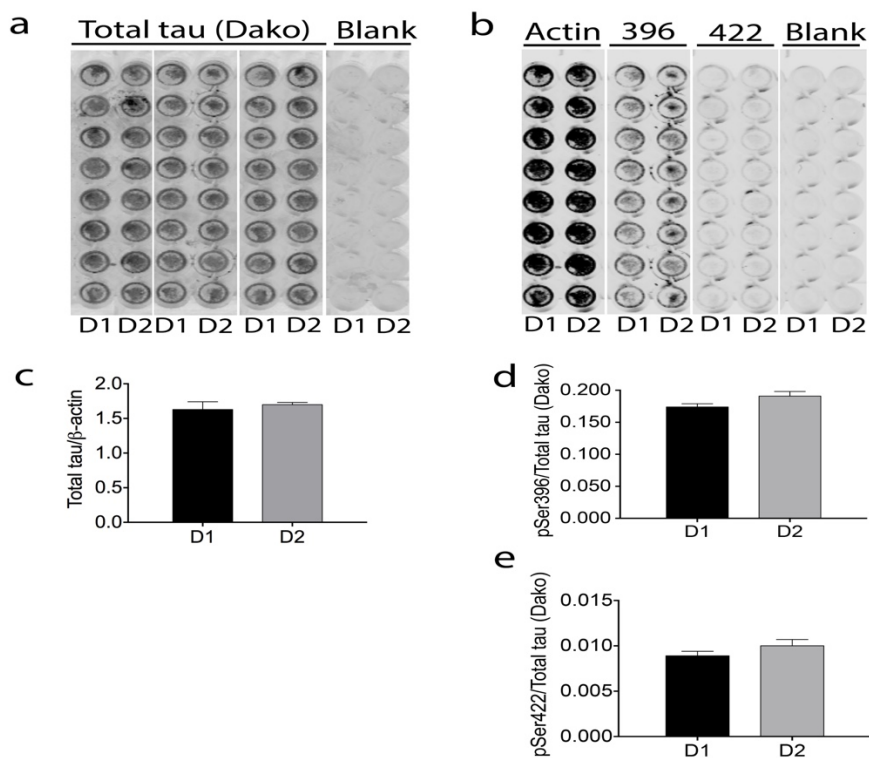 a
Total tau (Dako) Blank
D1 D2 D1 D2 D1 D2 D1 D2
b
Actin 396 422 Blank
D1 D2 D1 D2 D1 D2 D1 D2
c
Total tau/β-actin
2.0
1.5
1.0
0.5
0.0
D1 D2
d
pSer396/Total tau (Dako)
0.200
0.150
0.100
0.050
0.000
D1 D2
e
pSer422/Total tau (Dako)
0.015
0.010
0.005
0.000
D1 D2